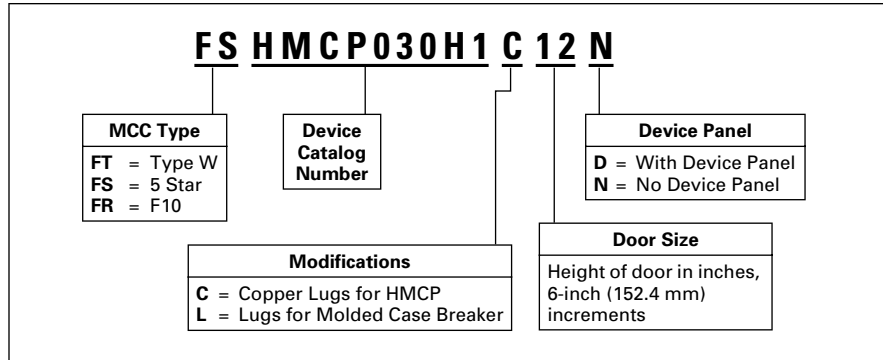 FS HMCP030H1 C 12 N
MCC Type
FT = Type W
FS = 5 Star
FR = F10
Device
Catalog
Number
Device Panel
D = With Device Panel
N = No Device Panel
Modifications
C = Copper Lugs for HMCP
L = Lugs for Molded Case Breaker
Door Size
Height of door in inches,
6-inch (152.4 mm)
increments